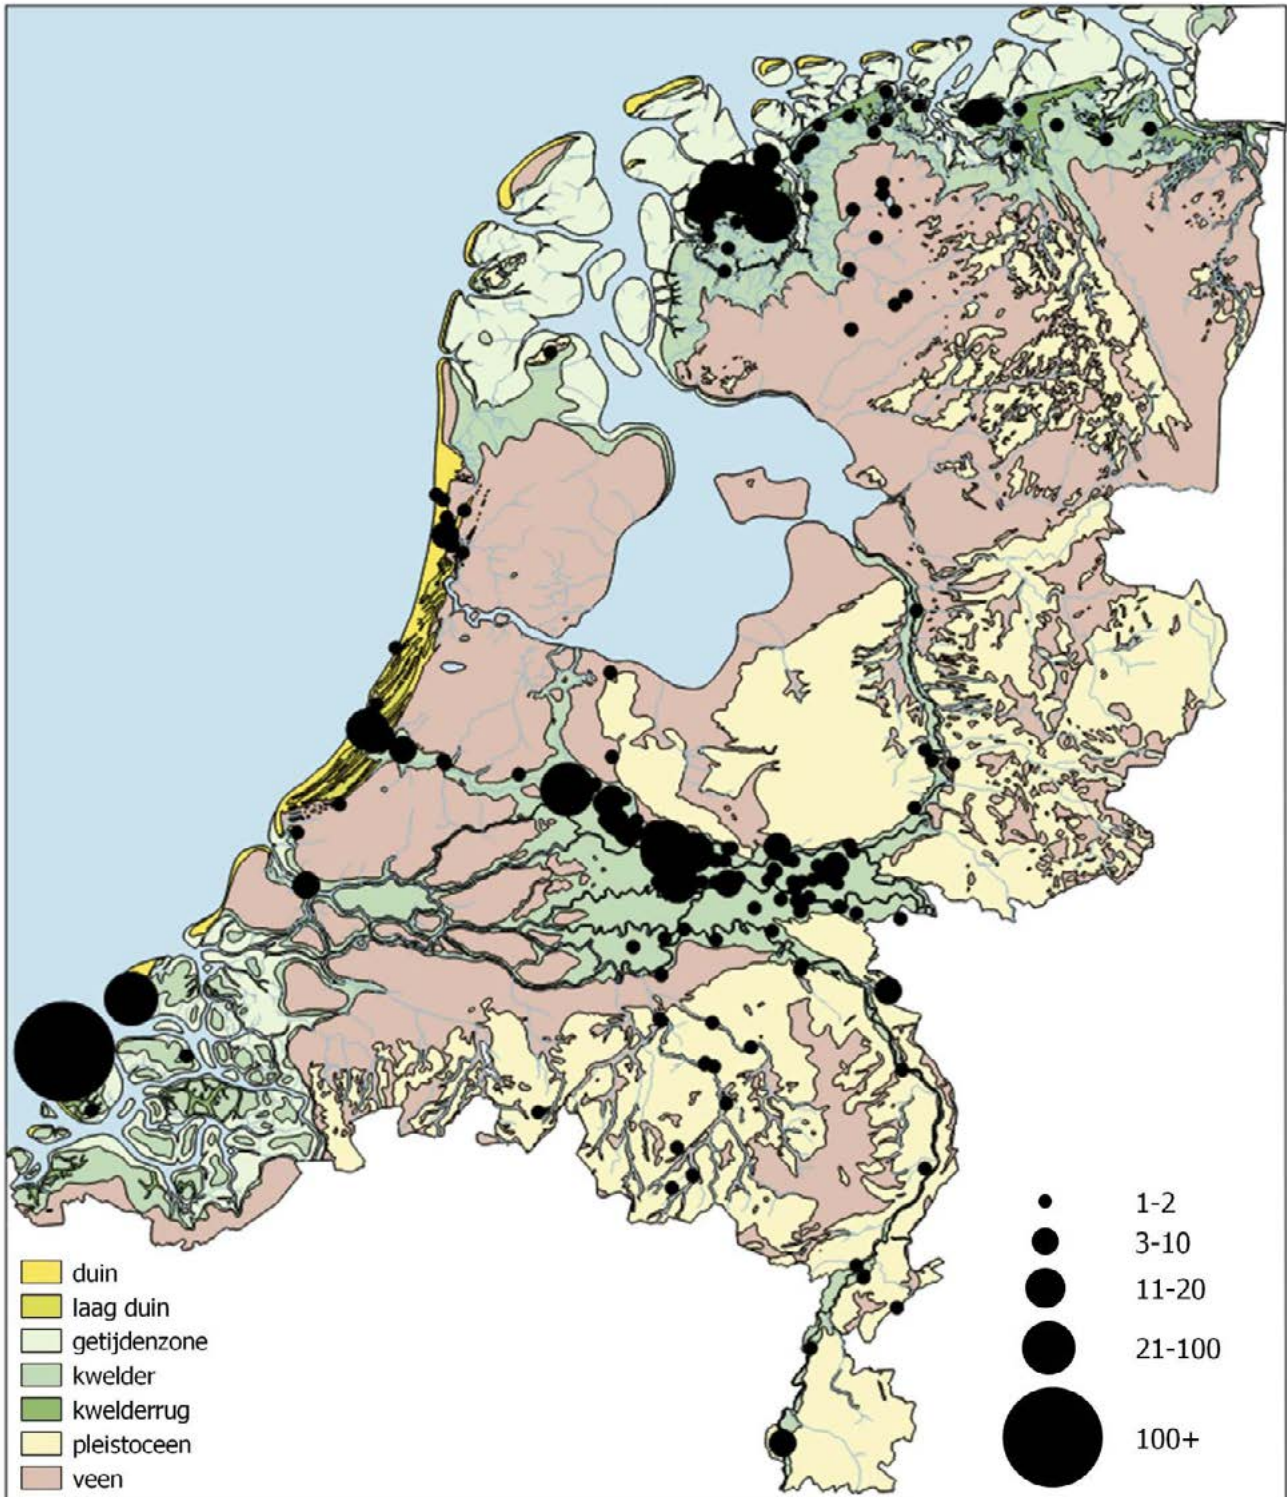 1-2
3-10
11-20
21-100
100+
duin
laag duin
getijdenzone
kwelder
kwelderrug
pleistoceen
veen